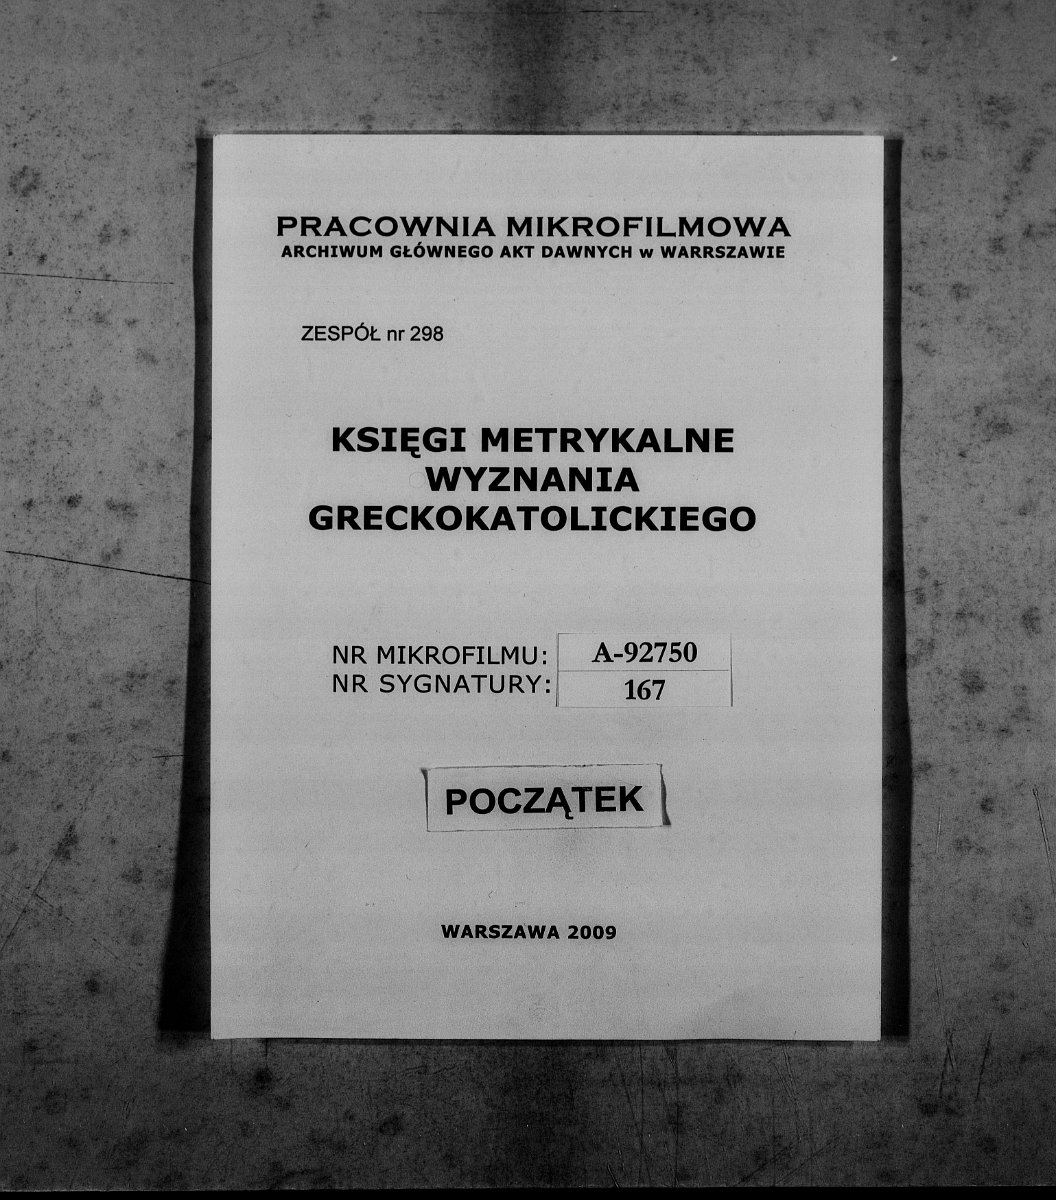 PRACOWNIA MIKROFILMOWA
ARCHIWUM GŁÓWNEGO AKT DAWNYCH w WARRSZAWIE
ZESPÓŁ nr 298
KSIĘGI METRYKALNE
WYZNANIA
GRECKOKATOLICKIEGO
NR MIKROFILMU: A-92750
NR SYGNATURY: 167
POCZĄTEK
WARSZAWA 2009